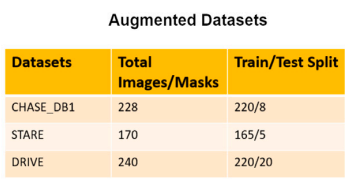 Augmented Datasets
Datasets Total Images/Masks Train/Test Split
CHASE_DB1 228 220/8
STARE 170 165/5
DRIVE 240 220/20